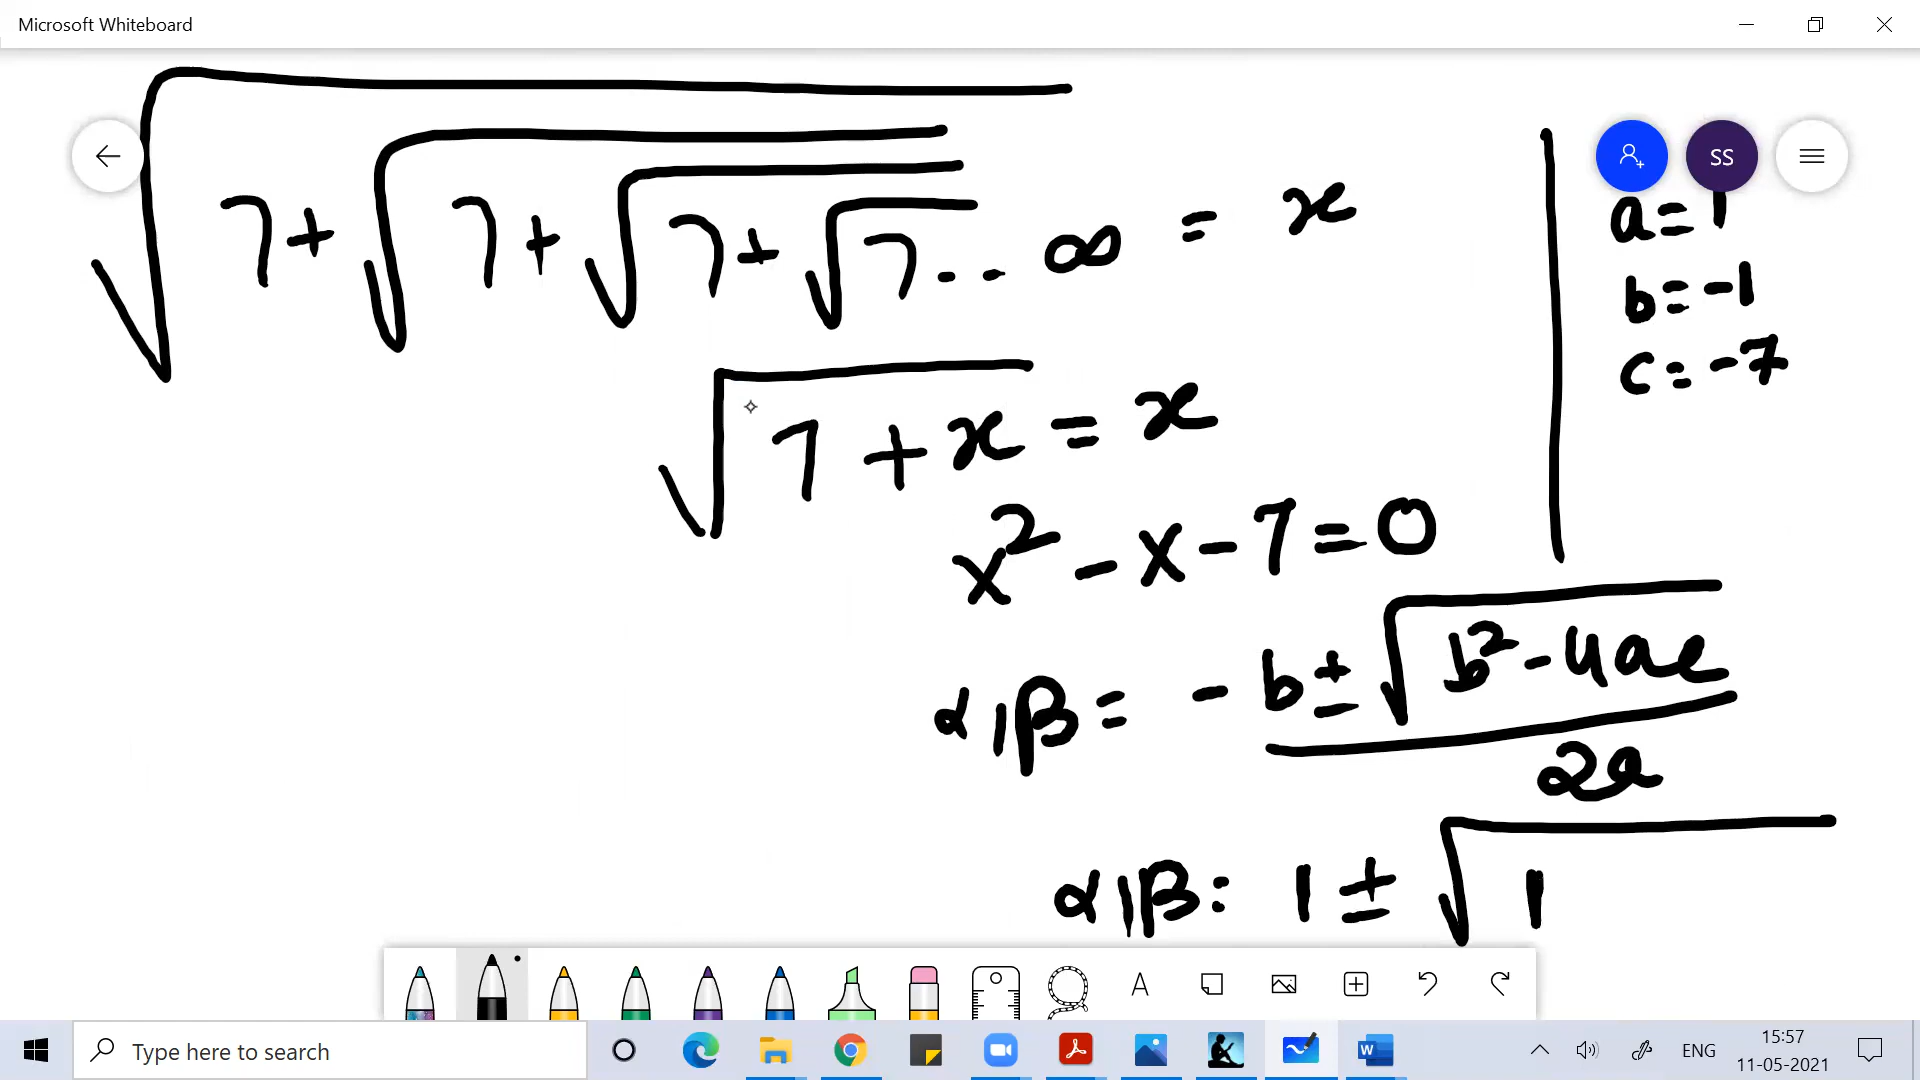 Microsoft Whiteboard
√(7+√(7+√(7+√7.. ∞ = x
SS
a=1
b=-1
c=-7
√(7+x) = x
x² - x - 7 = 0
α|β = -b±√(b²-4ac) / 2a
α|β: 1 ± √1
A
Type here to search
W
ENG
15:57
11-05-2021